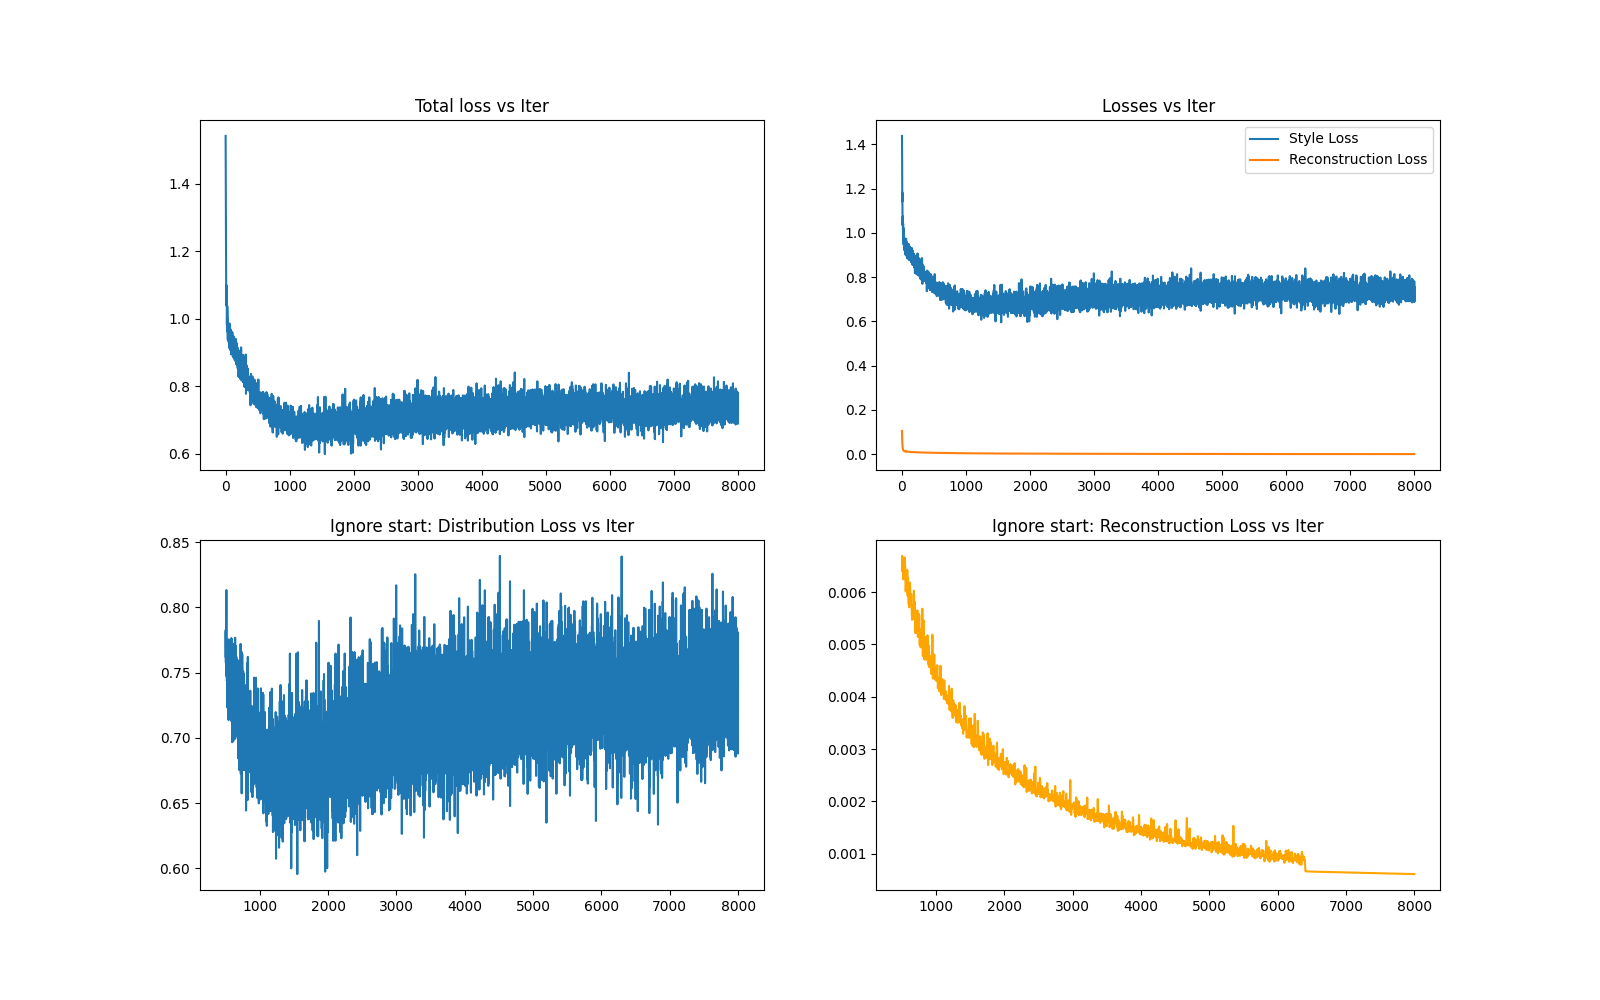 Total loss vs Iter
1.4
1.2
1.0
0.8
0.6
0 1000 2000 3000 4000 5000 6000 7000 8000
Losses vs Iter
Style Loss
Reconstruction Loss
1.4
1.2
1.0
0.8
0.6
0.4
0.2
0.0
0 1000 2000 3000 4000 5000 6000 7000 8000
Ignore start: Distribution Loss vs Iter
0.85
0.80
0.75
0.70
0.65
0.60
1000 2000 3000 4000 5000 6000 7000 8000
Ignore start: Reconstruction Loss vs Iter
0.006
0.005
0.004
0.003
0.002
0.001
1000 2000 3000 4000 5000 6000 7000 8000